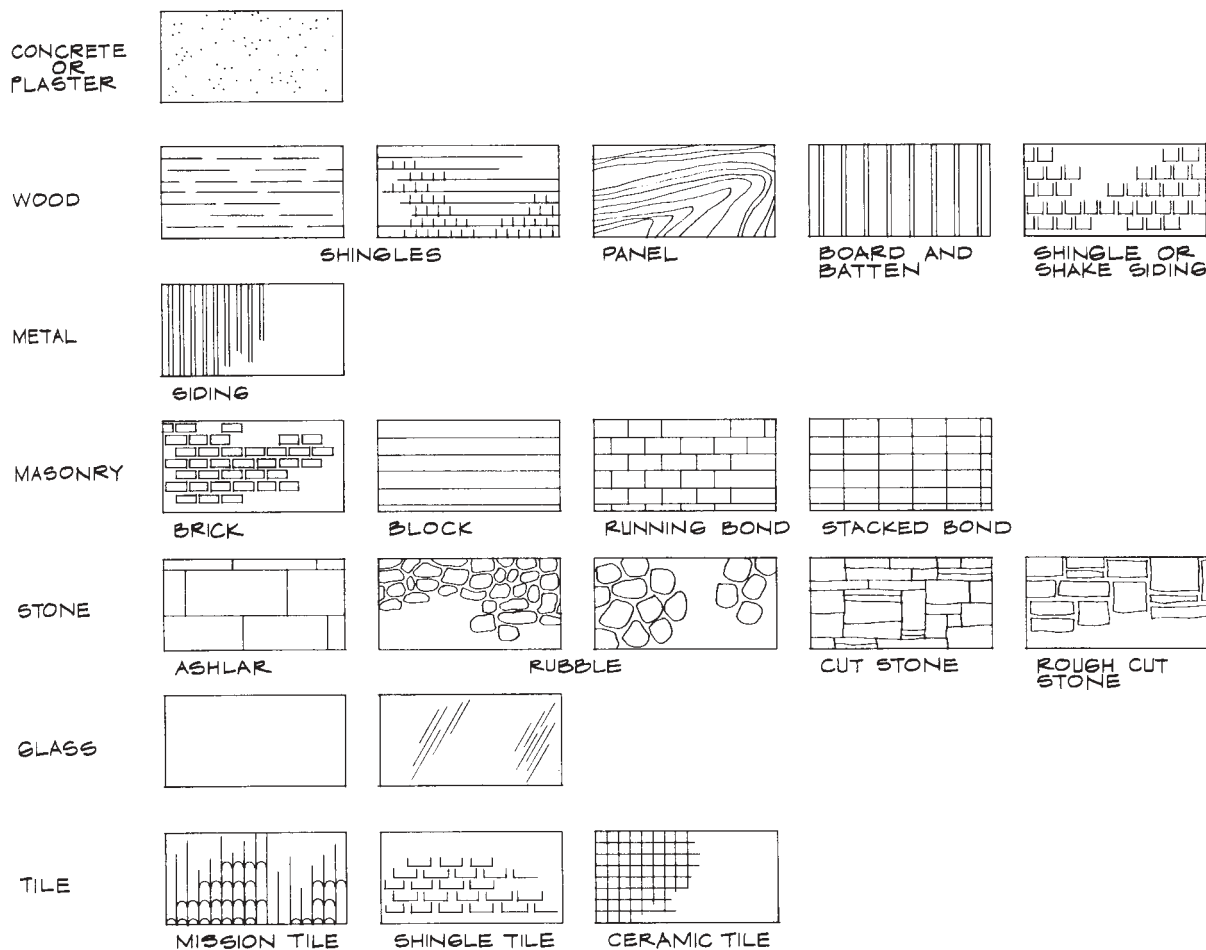 CONCRETE
OR
PLASTER
WOOD
SHINGLES
PANEL
BOARD AND
BATTEN
SHINGLE OR
SHAKE SIDING
METAL
SIDING
MASONRY
BRICK
BLOCK
RUNNING BOND
STACKED BOND
STONE
ASHLAR
RUBBLE
CUT STONE
ROUGH CUT
STONE
GLASS
TILE
MISSION TILE
SHINGLE TILE
CERAMIC TILE